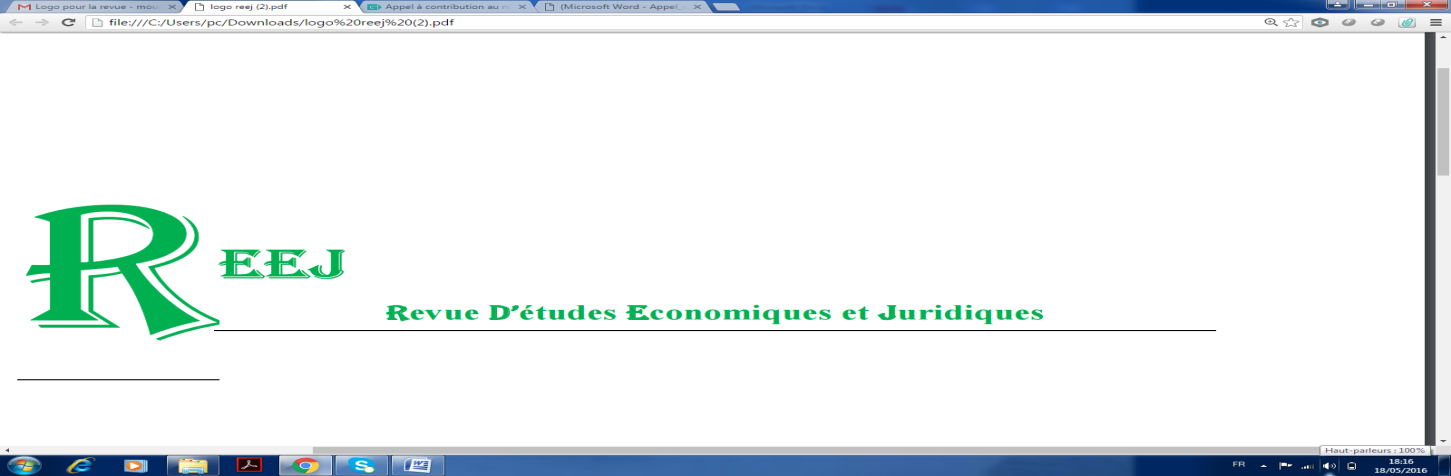 Logo pour la revue - mou
logo reej (2).pdf
Appel à contribution au n
(Microsoft Word - Appel_
file:///C:/Users/pc/Downloads/logo%20reej%20(2).pdf
REEJ
Revue D'études Economiques et Juridiques
Haut-parleurs : 100%
FR
18:16
18/05/2016